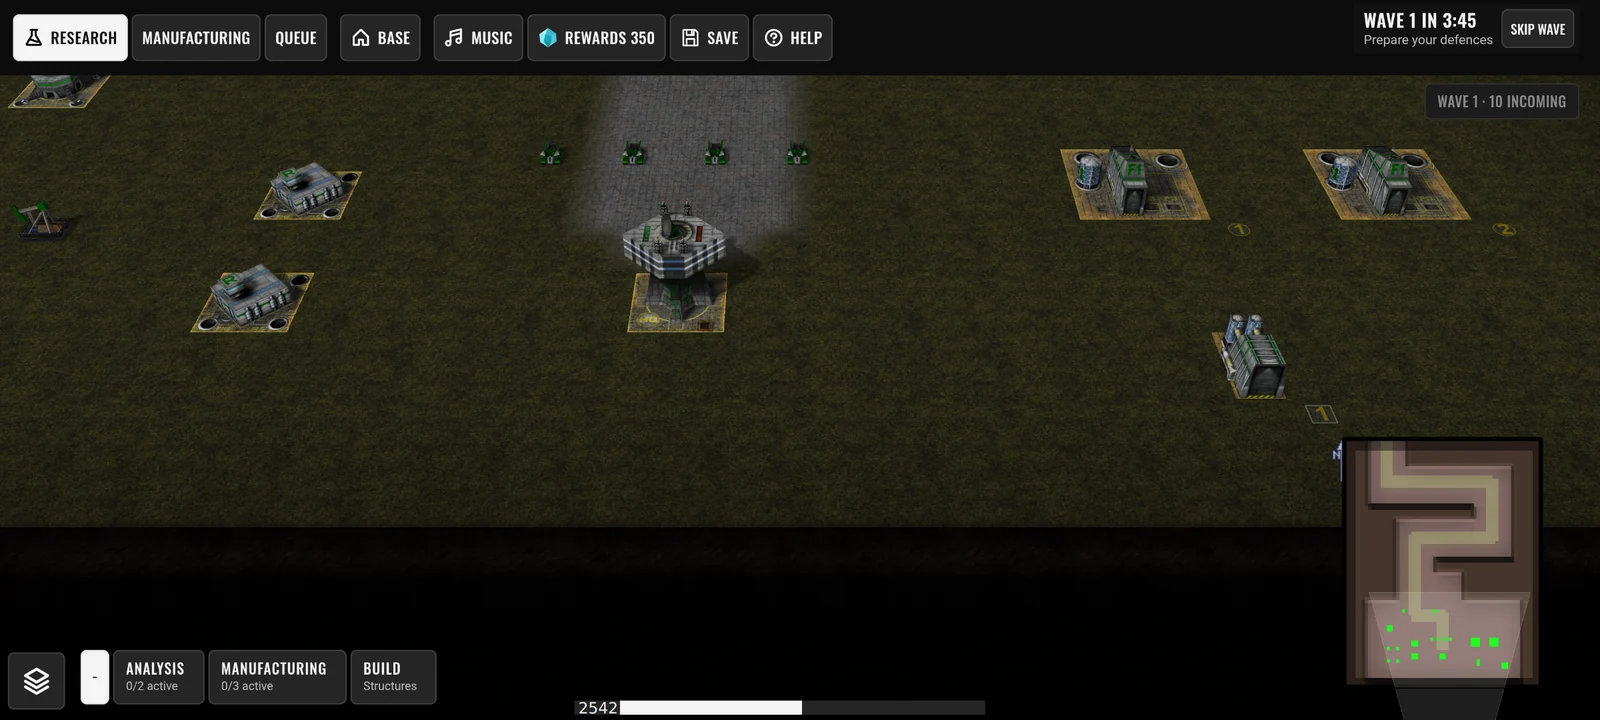 RESEARCH
MANUFACTURING
QUEUE
BASE
MUSIC
REWARDS 350
SAVE
HELP
WAVE 1 IN 3:45
Prepare your defences
SKIP WAVE
WAVE 1 · 10 INCOMING
1
2
1
N
-
ANALYSIS
0/2 active
MANUFACTURING
0/3 active
BUILD
Structures
2542